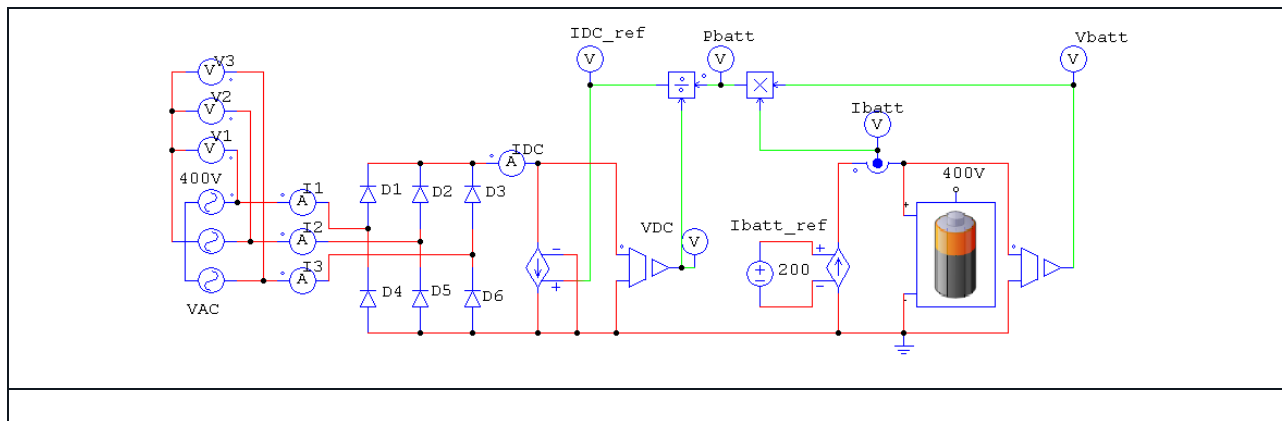 IDC_ref
Pbatt
Vbatt
V
V
V
V3
V
V2
V
Ibatt
V1
V
V
IDC
400V
A
400V
I1
D1
D2
D3
A
I2
VDC
Ibatt_ref
A
V
I3
+
200
A
D4
D5
D6
VAC